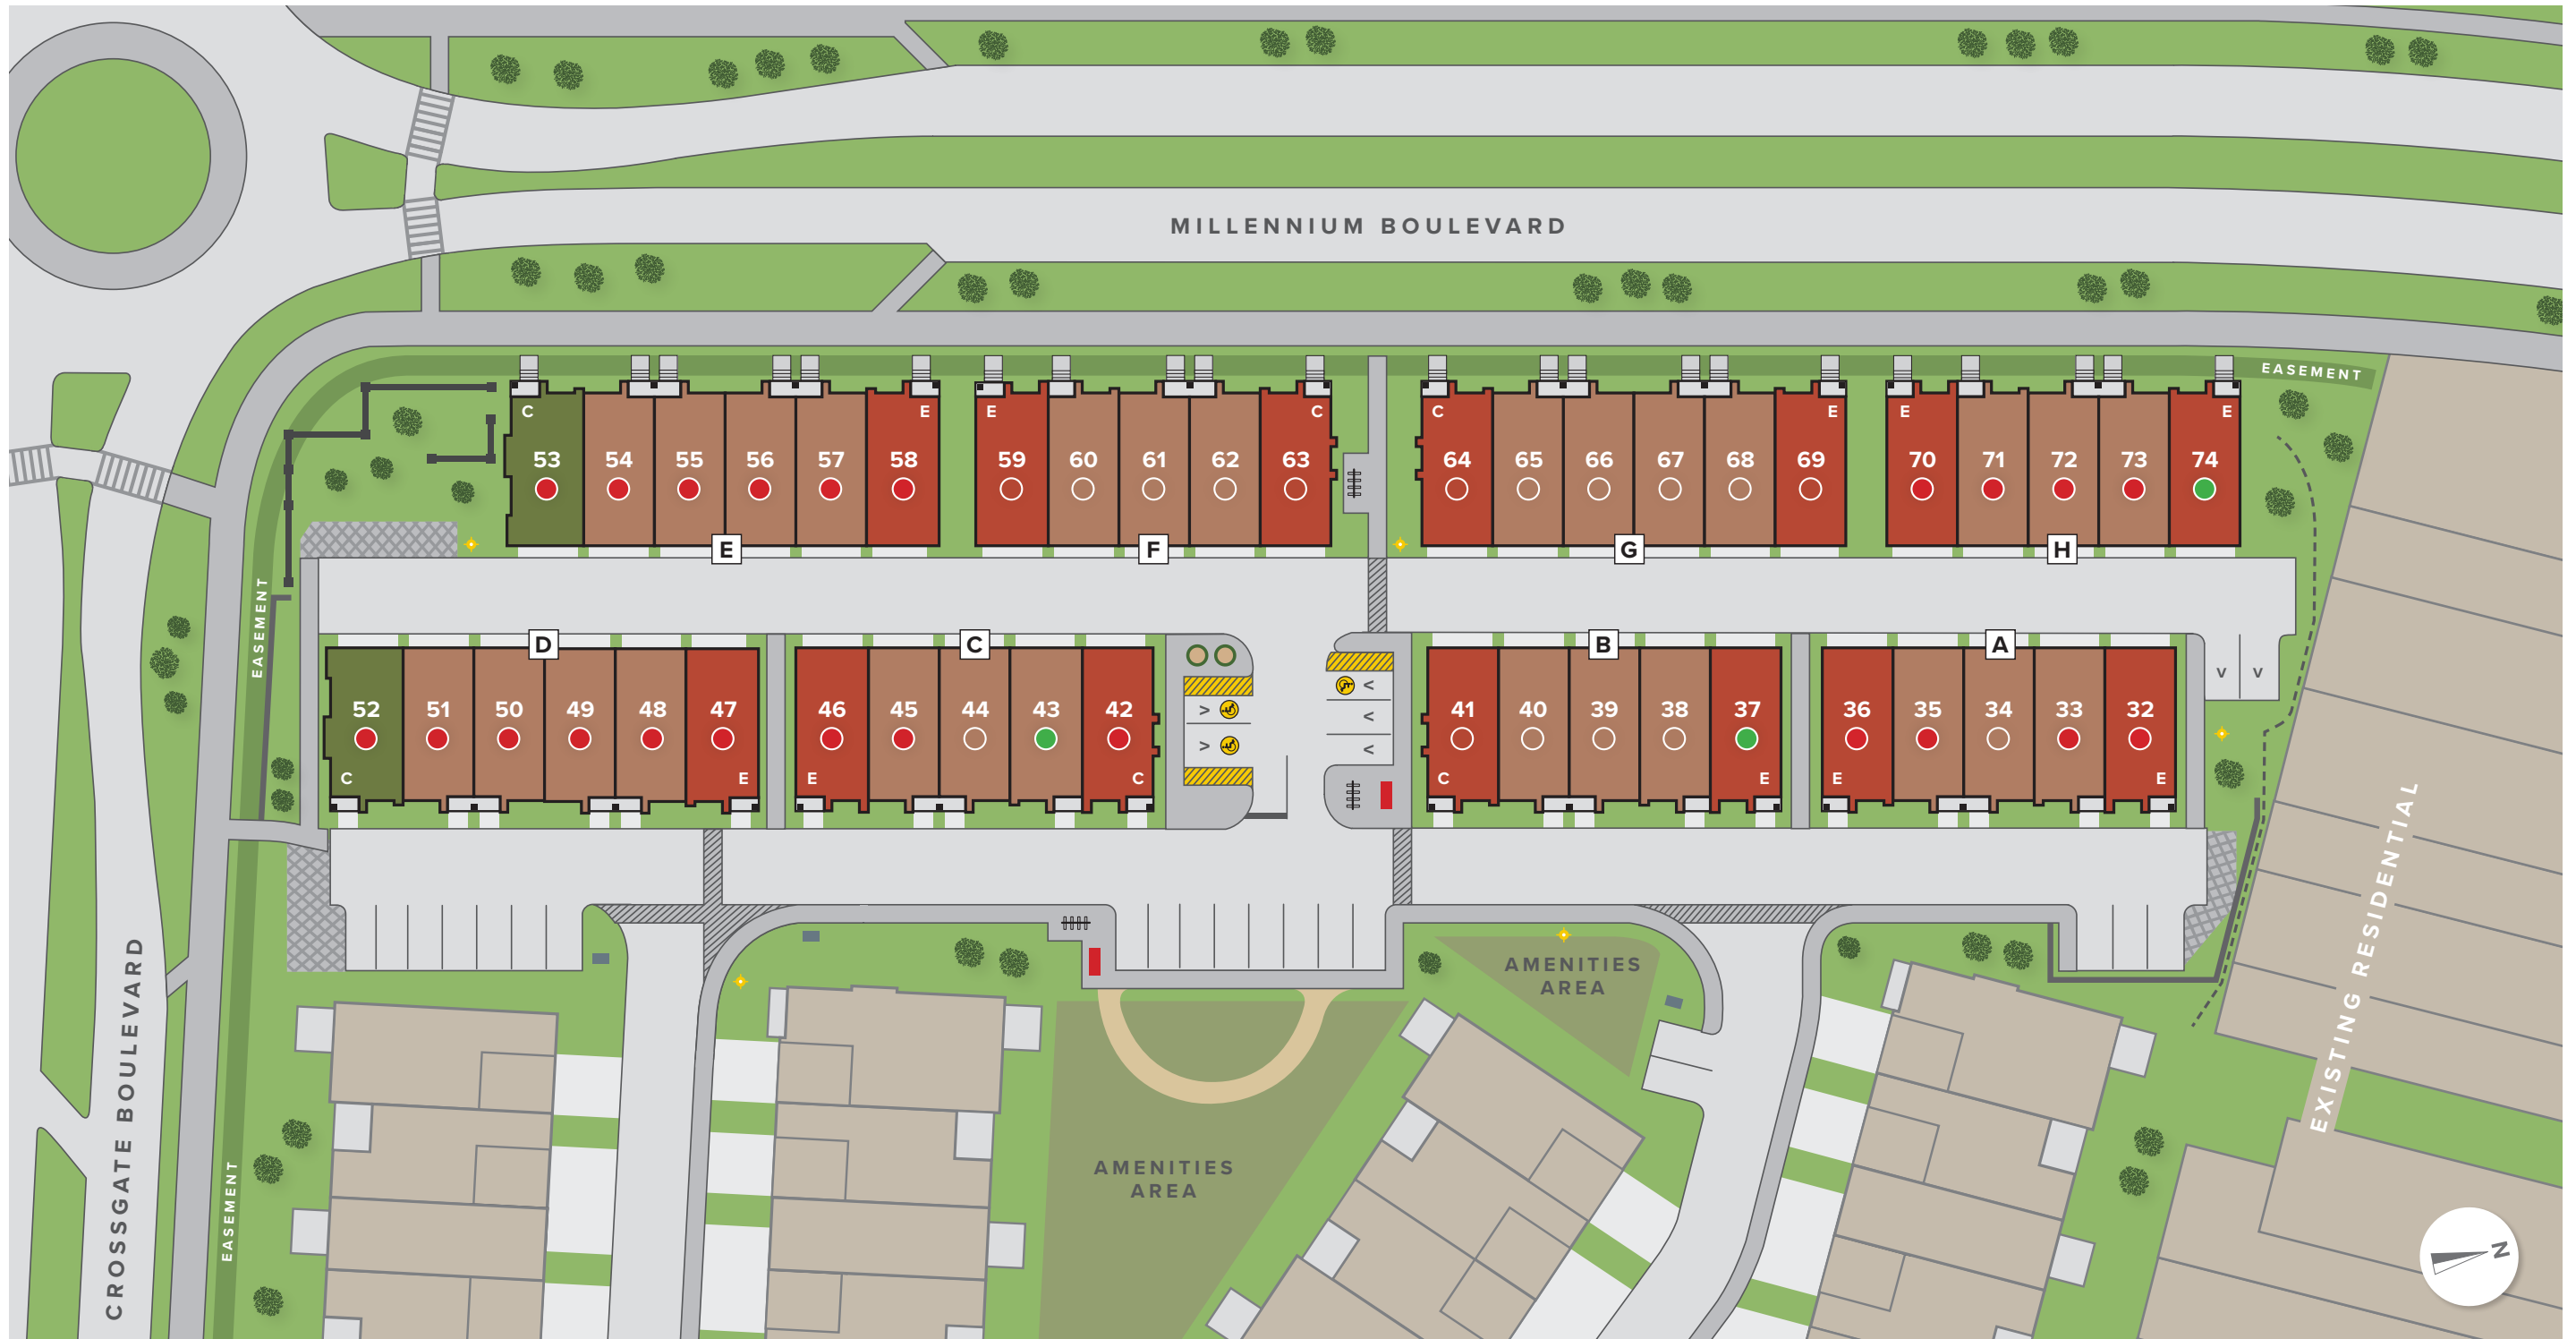 MILLENNIUM BOULEVARD
EASEMENT
C E E C C E E E
53 54 55 56 57 58 59 60 61 62 63 64 65 66 67 68 69 70 71 72 73 74
E F G H
EASEMENT
D C B A
52 51 50 49 48 47 46 45 44 43 42 41 40 39 38 37 36 35 34 33 32
C E E C C E E E
> <
> <
<
V V
AMENITIES
AREA
AMENITIES
AREA
EXISTING RESIDENTIAL
CROSSGATE BOULEVARD
EASEMENT
N